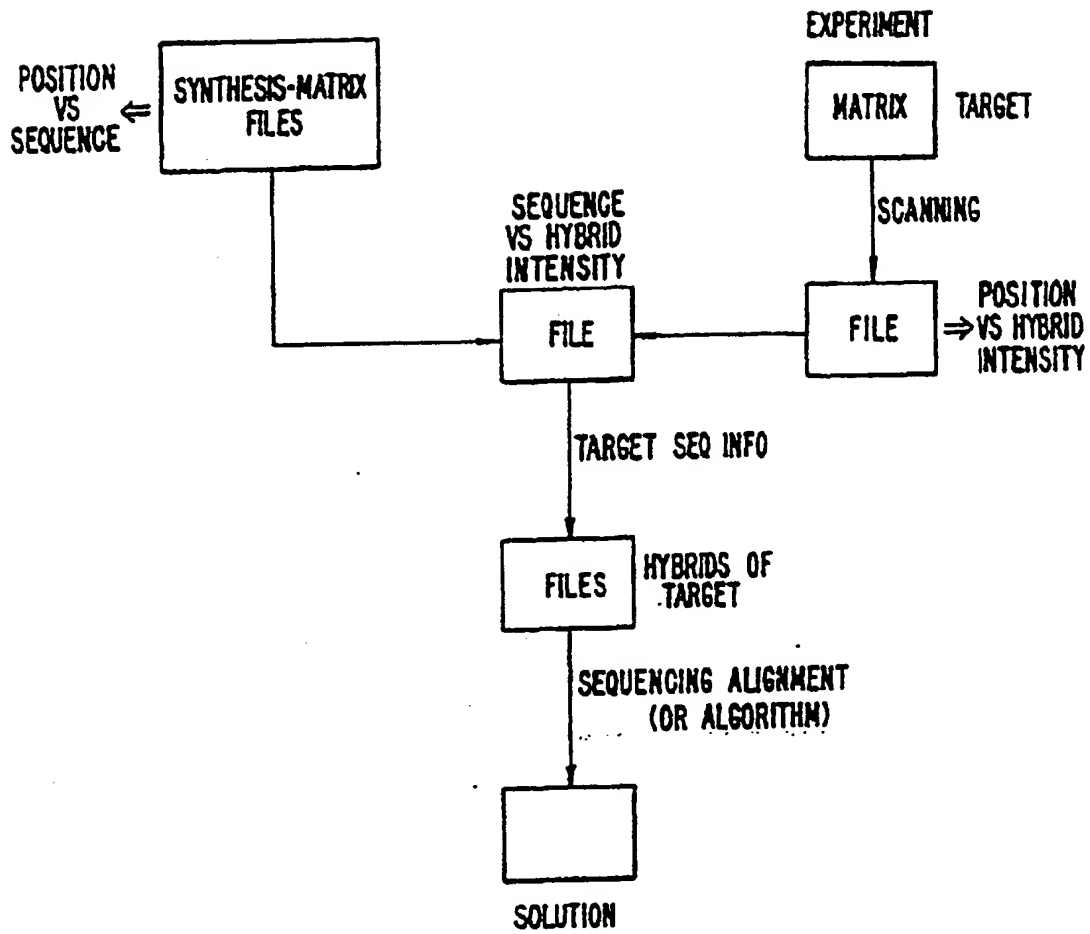 EXPERIMENT
POSITION
VS
SEQUENCE
⇐
SYNTHESIS-MATRIX
FILES
MATRIX
TARGET
SCANNING
SEQUENCE
VS HYBRID
INTENSITY
FILE
FILE
⇒
POSITION
VS HYBRID
INTENSITY
TARGET SEQ INFO
FILES
HYBRIDS OF
TARGET
SEQUENCING ALIGNMENT
(OR ALGORITHM)
SOLUTION